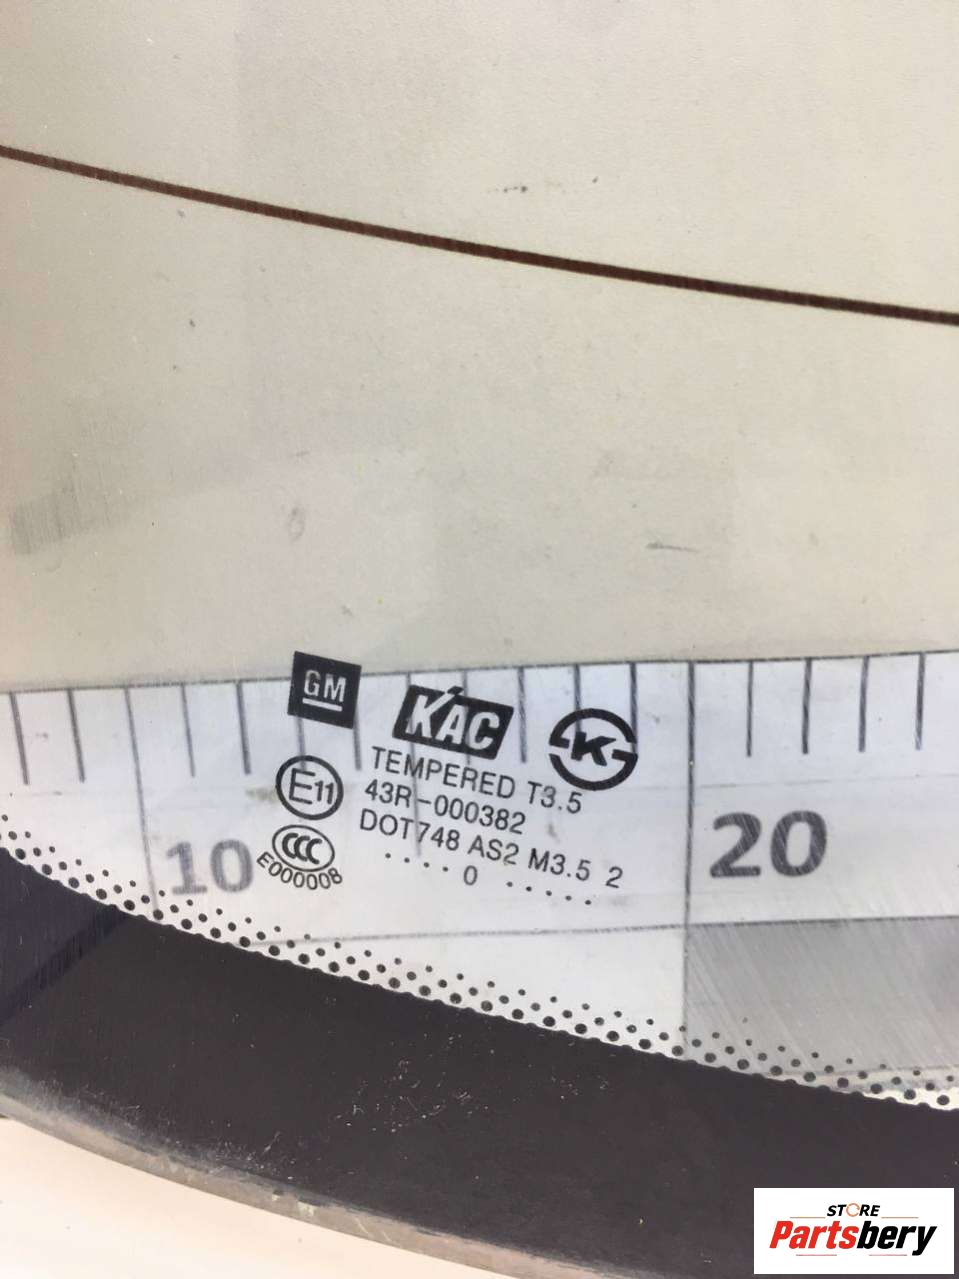 GM KAC K
TEMPERED T3.5
E11 43R-000382
DOT748 AS2 M3.5 2
CCC
E000008
....0.....
10 20
STORE
Partsbery